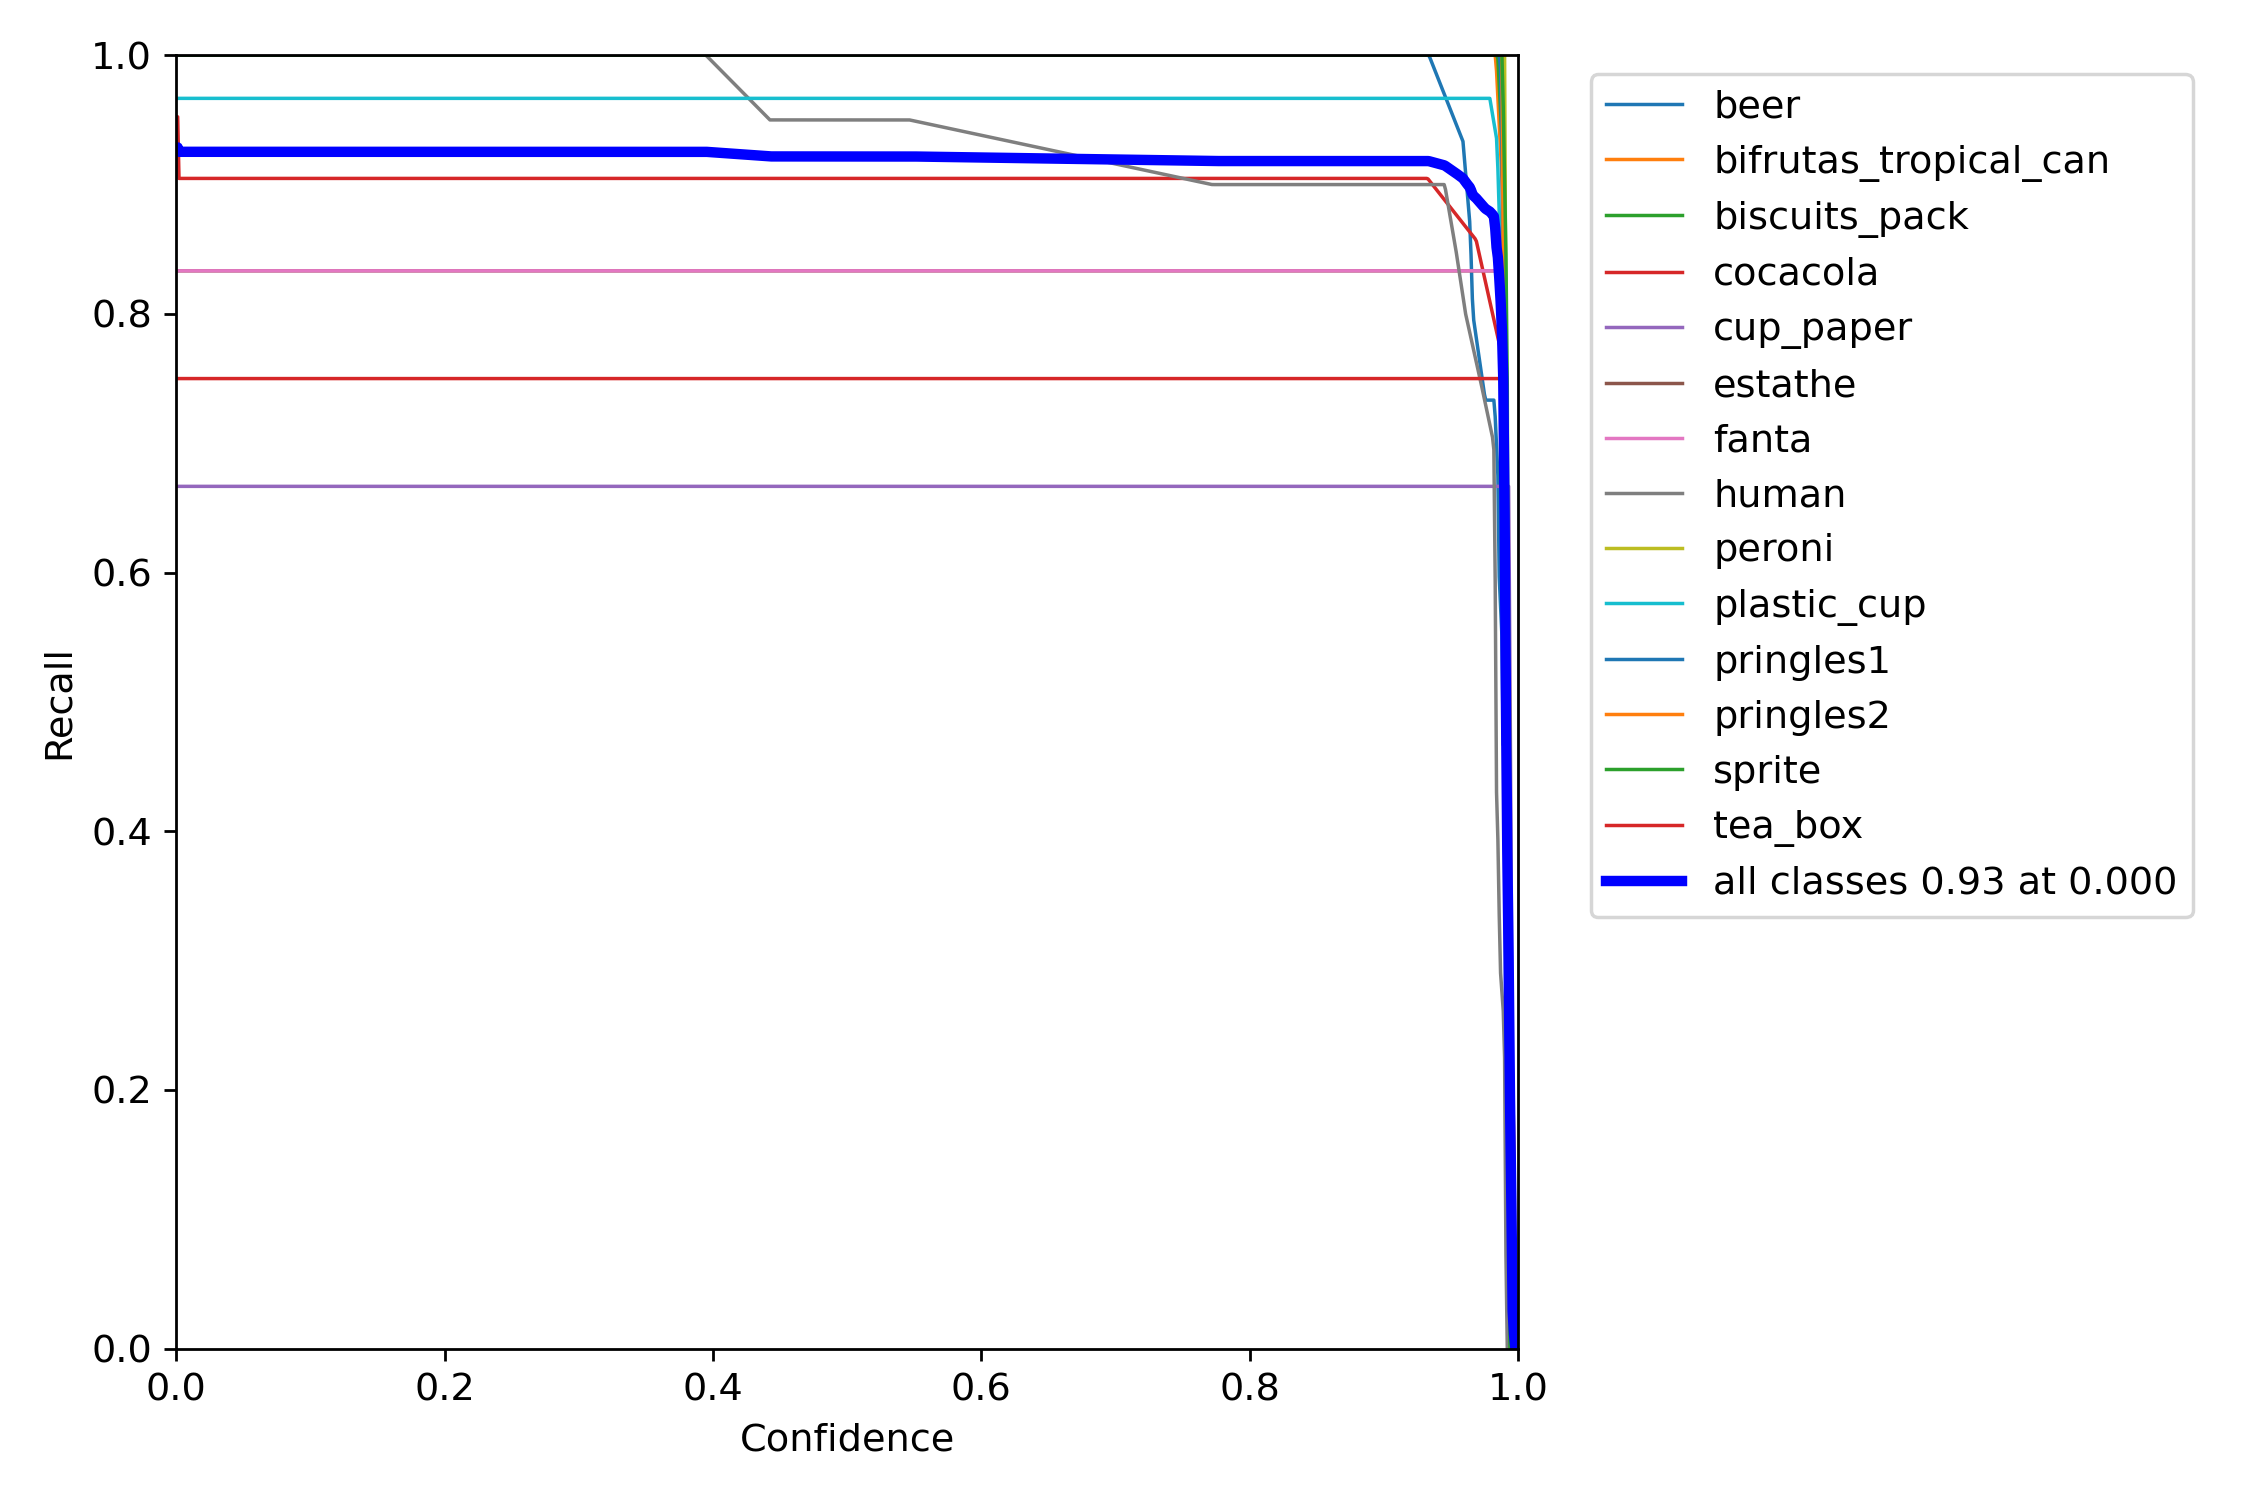 1.0
0.8
0.6
0.4
0.2
0.0
Recall
0.0 0.2 0.4 0.6 0.8 1.0
Confidence
beer
bifrutas_tropical_can
biscuits_pack
cocacola
cup_paper
estathe
fanta
human
peroni
plastic_cup
pringles1
pringles2
sprite
tea_box
all classes 0.93 at 0.000